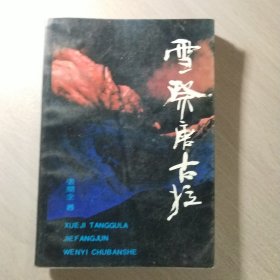 雪祭唐古拉
XUEJI TANGGULA
JIEFANGJUN
WENYI CHUBANSHE